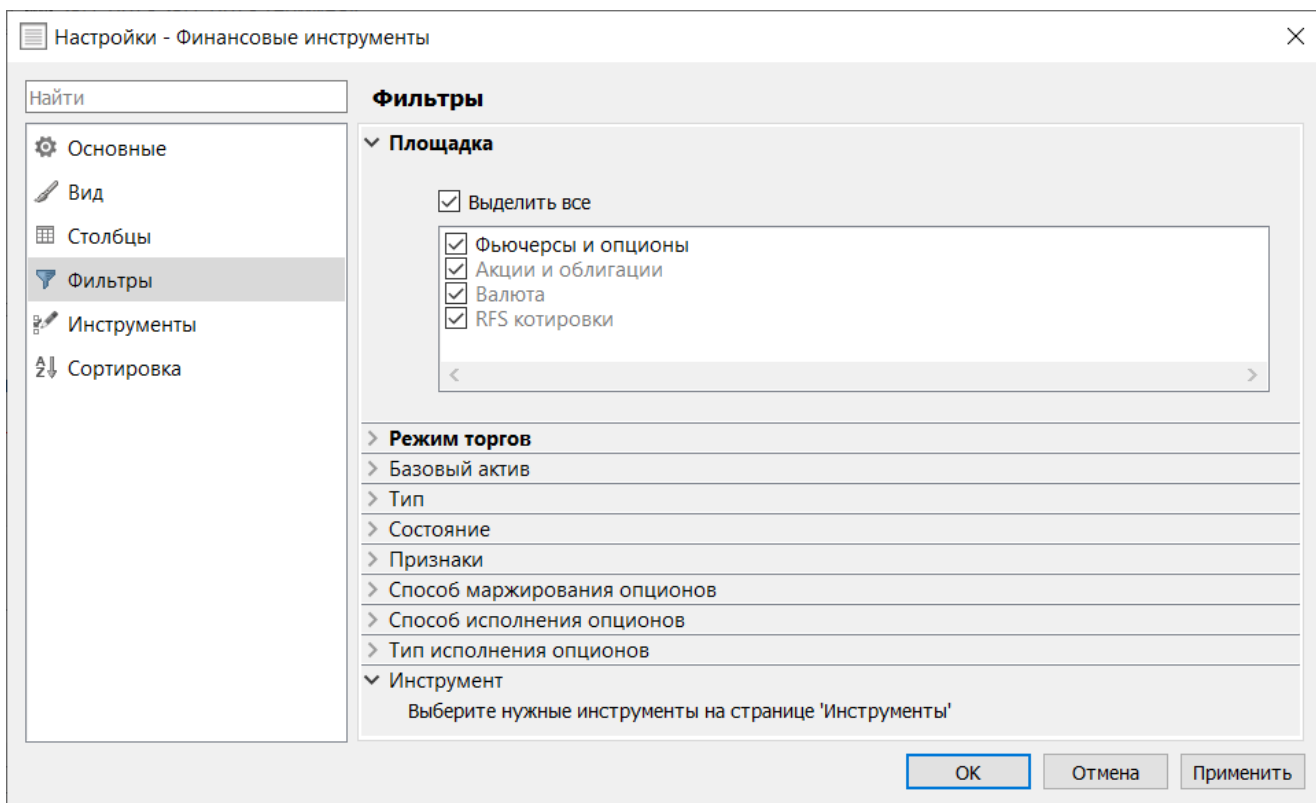 Настройки - Финансовые инструменты
Найти
Основные
Вид
Столбцы
Фильтры
Инструменты
Сортировка
Фильтры
Площадка
Выделить все
Фьючерсы и опционы
Акции и облигации
Валюта
RFS котировки
Режим торгов
Базовый актив
Тип
Состояние
Признаки
Способ маржирования опционов
Способ исполнения опционов
Тип исполнения опционов
Инструмент
Выберите нужные инструменты на странице 'Инструменты'
OK Отмена Применить